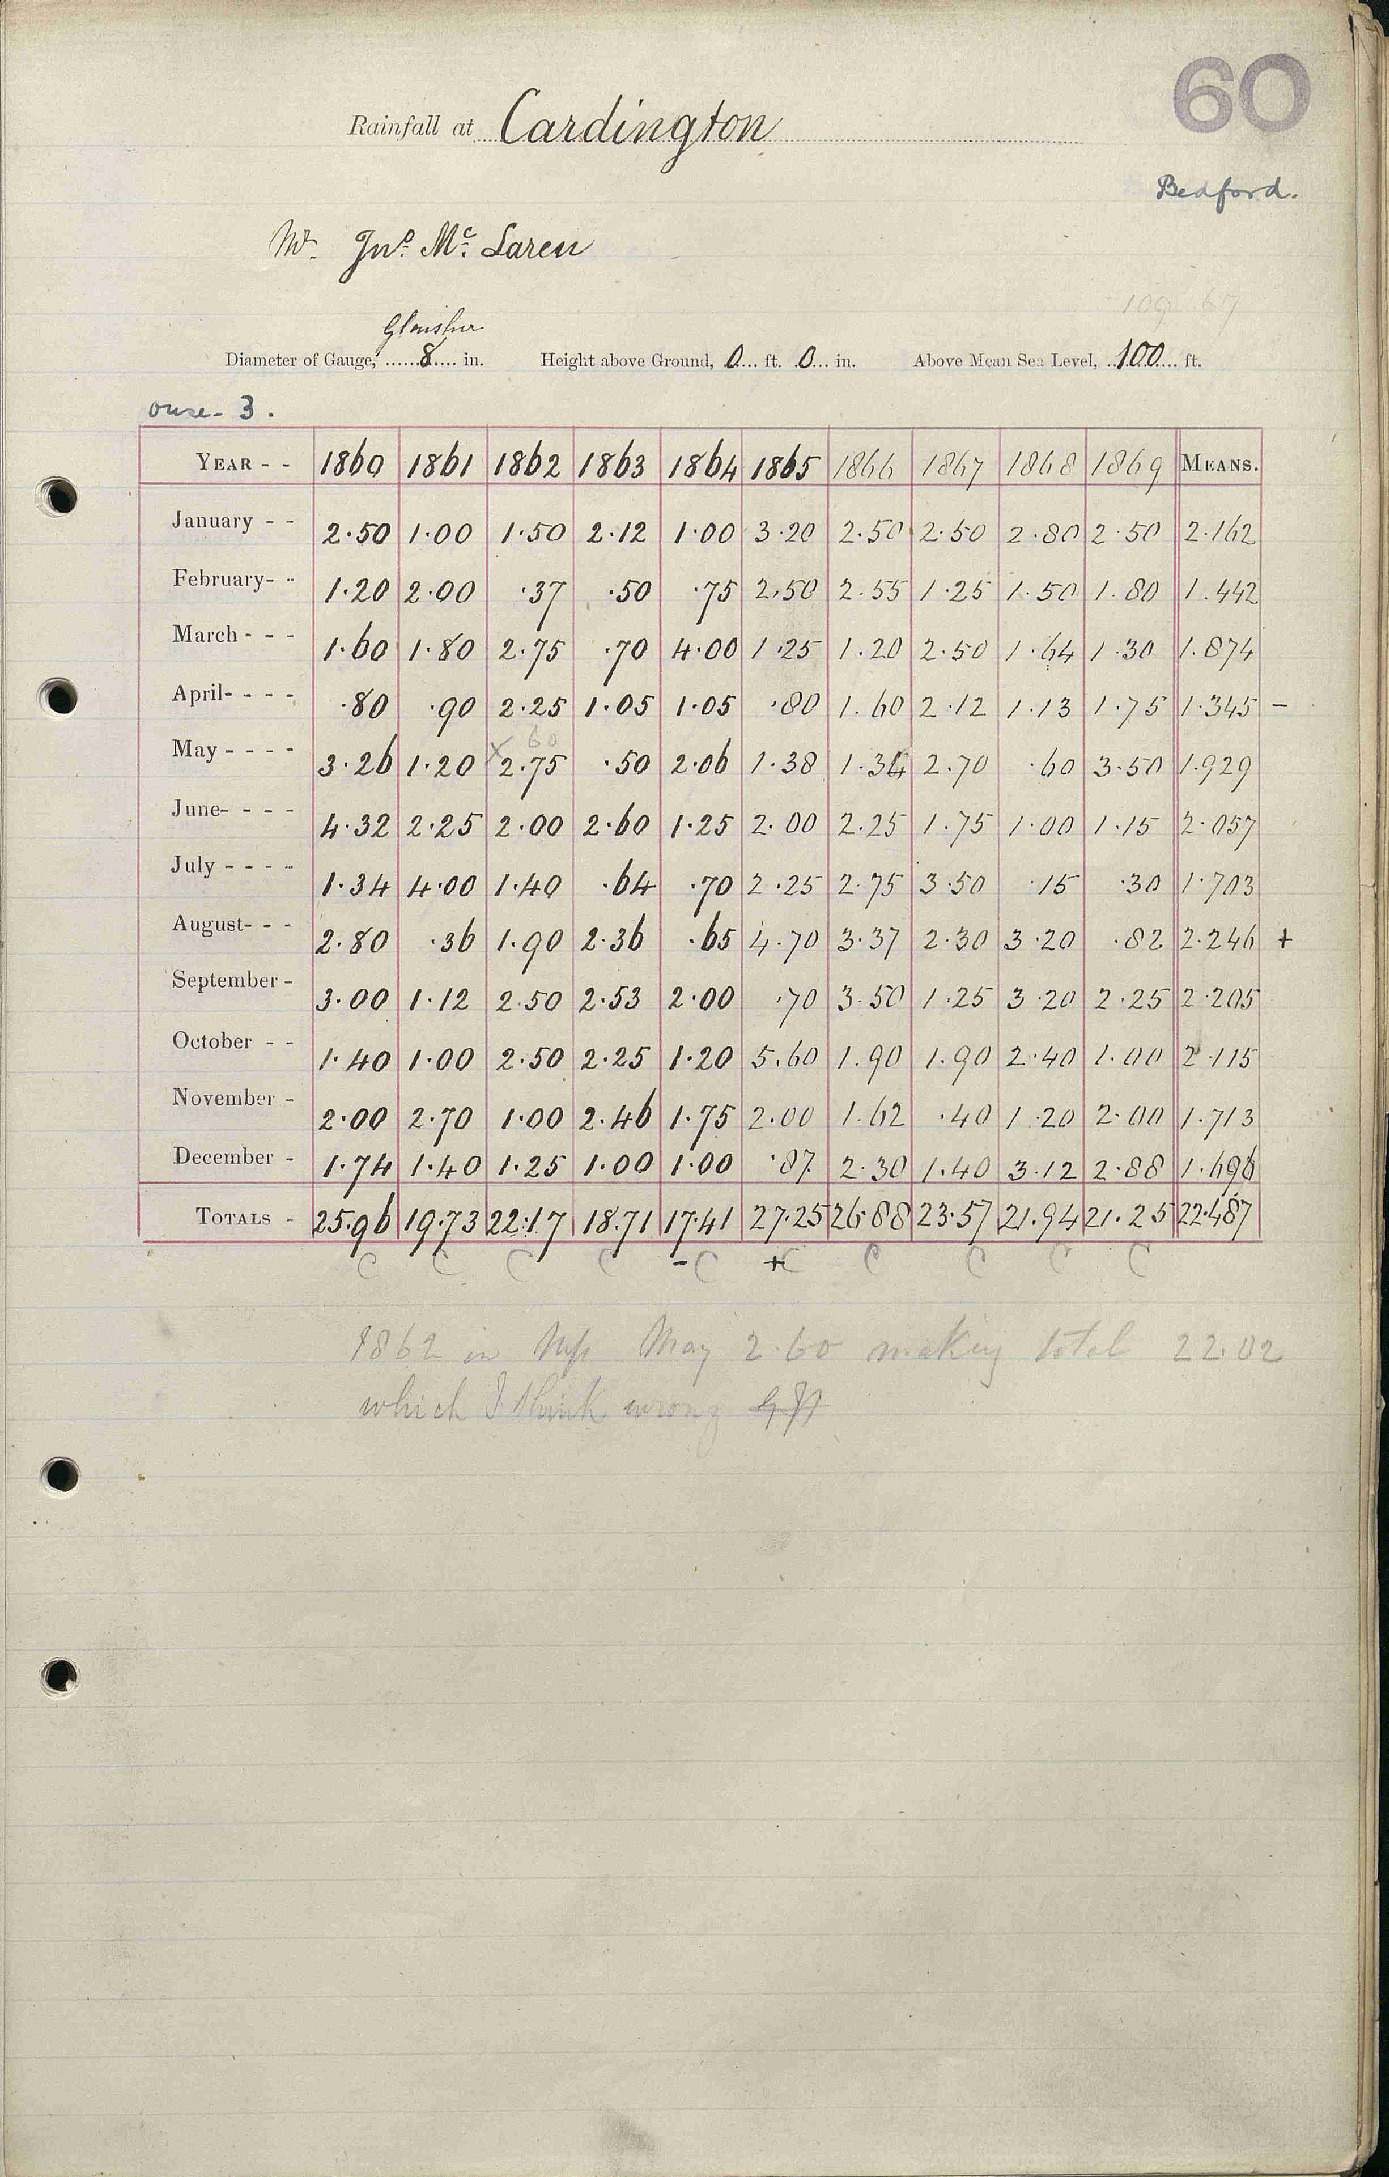 60
Rainfall at Cardington
Bedford.
Mr. Jno. Mc. Laren
109 67
Glaisher
Diameter of Gauge, 8 in. Height above Ground, 0 ft. 0 in. Above Mean Sea Level, 100 ft.
ouse - 3.
YEAR - - 1860 1861 1862 1863 1864 1865 1866 1867 1868 1869 MEANS.
January - - 2.50 1.00 1.50 2.12 1.00 3.20 2.50 2.50 2.80 2.50 2.162
February- - 1.20 2.00 .37 .50 .75 2.50 2.55 1.25 1.50 1.80 1.442
March - - - 1.60 1.80 2.75 .70 4.00 1.25 1.20 2.50 1.64 1.30 1.874
April- - - - .80 .90 2.25 1.05 1.05 .80 1.60 2.12 1.13 1.75 1.345 -
60
May - - - - 3.26 1.20 x 2.75 .50 2.06 1.38 1.34 2.70 .60 3.50 1.929
June- - - - 4.32 2.25 2.00 2.60 1.25 2.00 2.25 1.75 1.00 1.15 2.057
July - - - - 1.34 4.00 1.40 .64 .70 2.25 2.75 3.50 .15 .30 1.703
August- - - 2.80 .36 1.90 2.36 .65 4.70 3.37 2.30 3.20 .82 2.246 +
September - 3.00 1.12 2.50 2.53 2.00 .70 3.50 1.25 3.20 2.25 2.205
October - - 1.40 1.00 2.50 2.25 1.20 5.60 1.90 1.90 2.40 1.00 2.115
November - 2.00 2.70 1.00 2.46 1.75 2.00 1.62 .40 1.20 2.00 1.713
December - 1.74 1.40 1.25 1.00 1.00 .87 2.30 1.40 3.12 2.88 1.696
TOTALS - 25.96 19.73 22.17 18.71 17.41 27.25 26.88 23.57 21.94 21.25 22.487
C C C C - C + C C C C C
1862 in Mss May 2.60 making total 22.02
which I think wrong